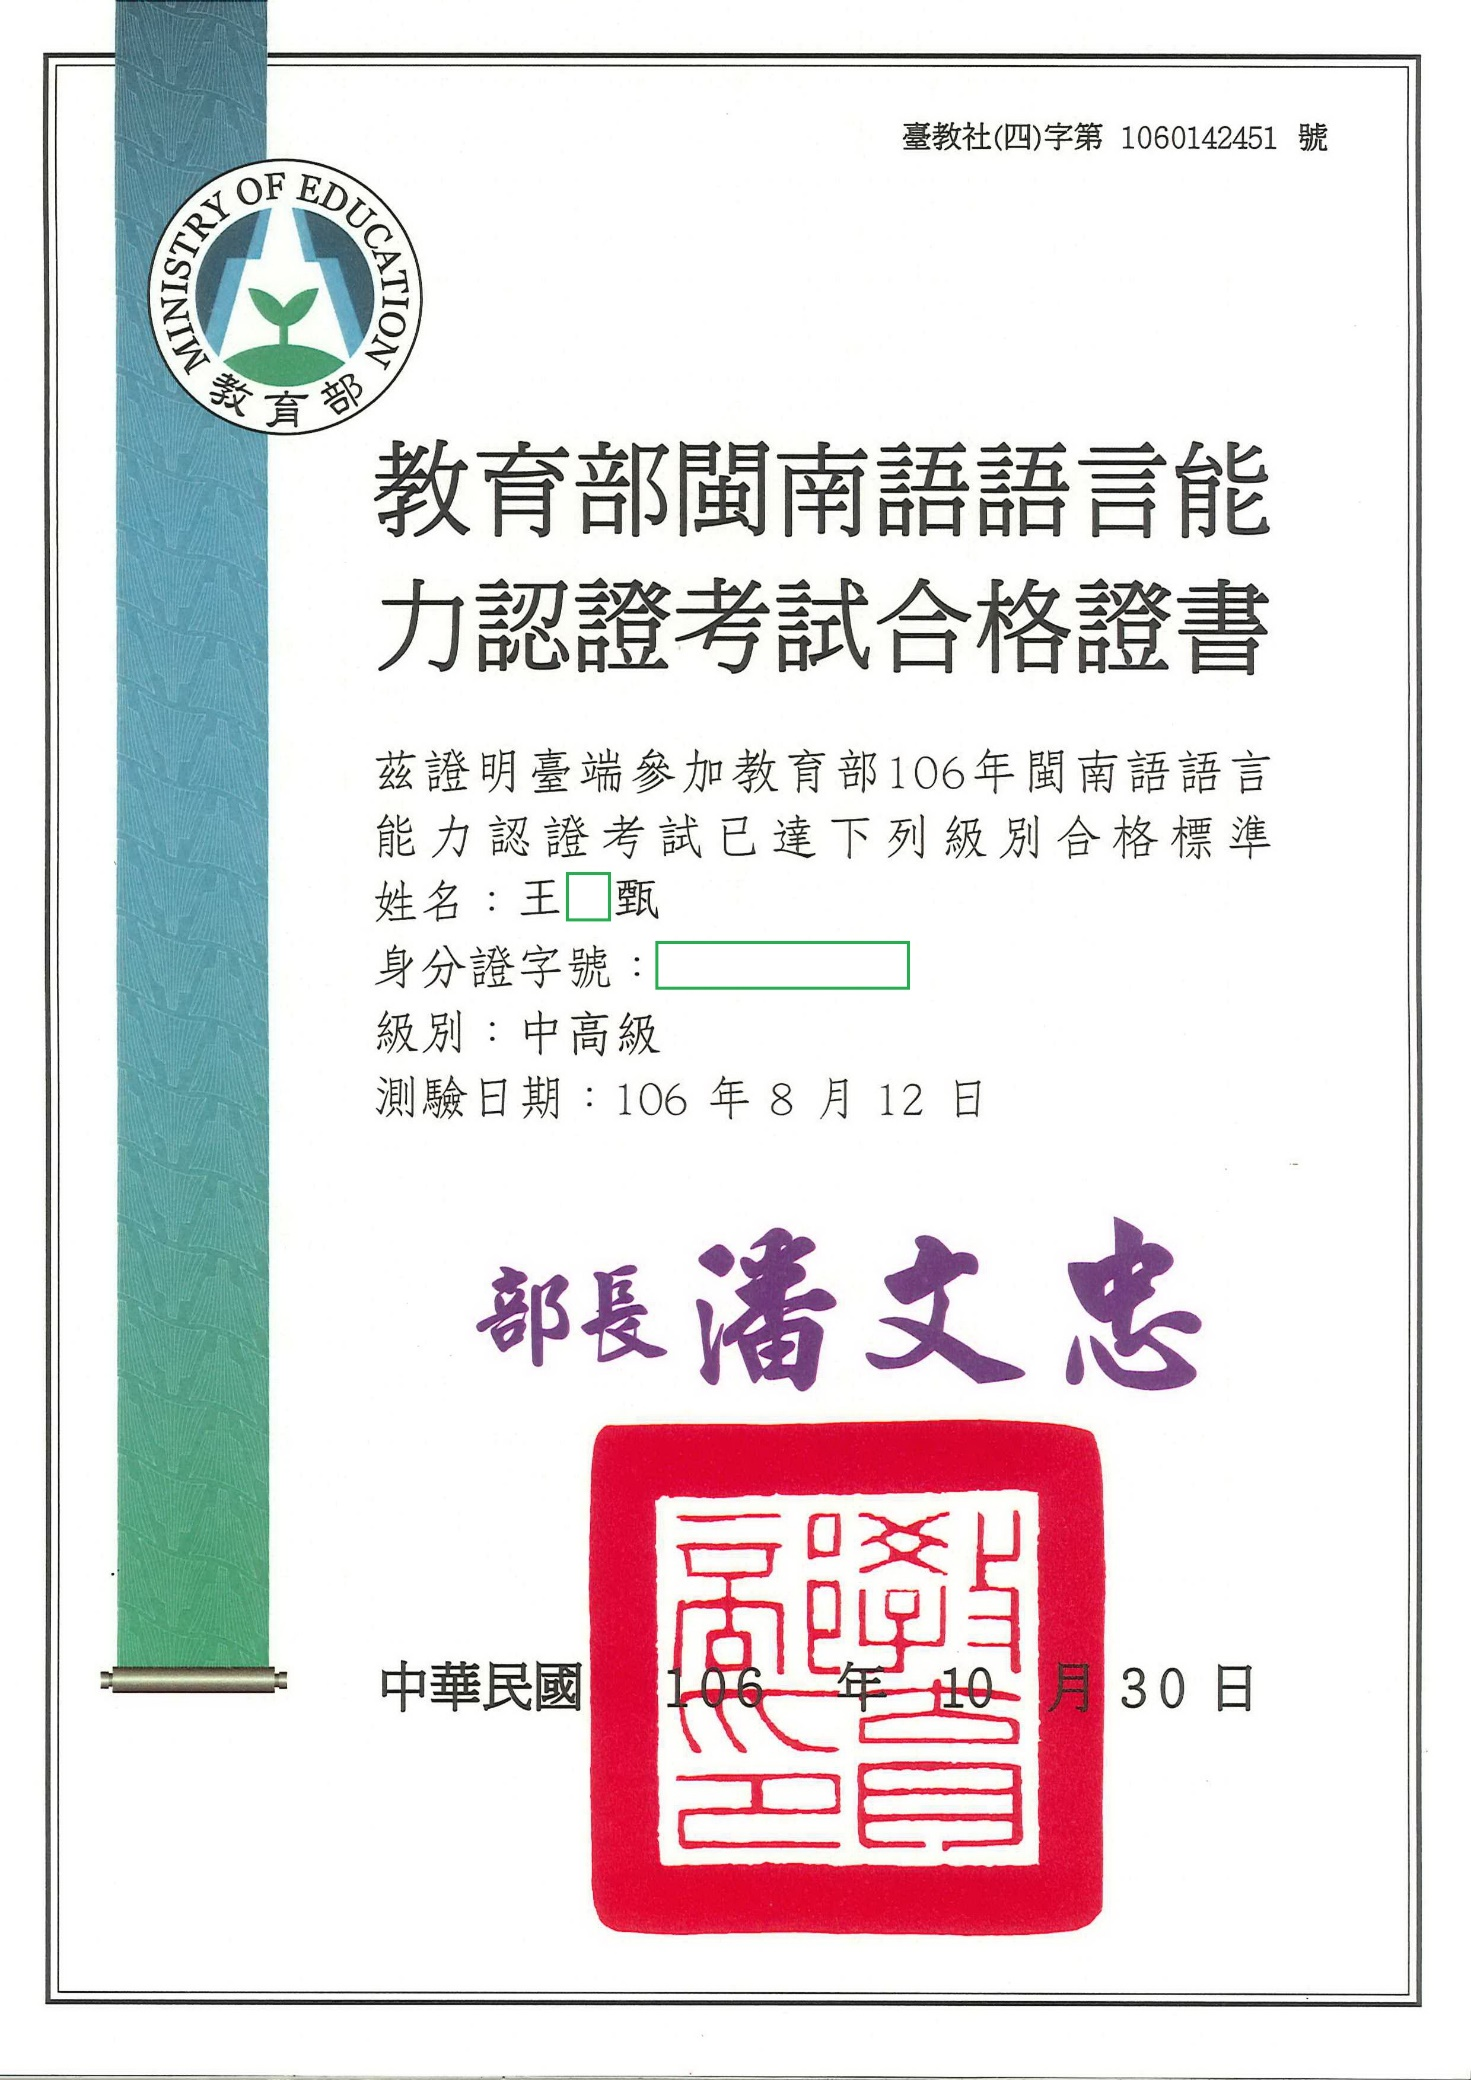 臺教社(四)字第 1060142451 號
MINISTRY OF EDUCATION
教育部
教育部閩南語語言能
力認證考試合格證書
茲證明臺端參加教育部106年閩南語語言
能力認證考試已達下列級別合格標準
姓名：王 甄
身分證字號：
級別：中高級
測驗日期：106 年 8 月 12 日
部長 潘文忠
教育部印
中華民國 106 年 10 月 30 日